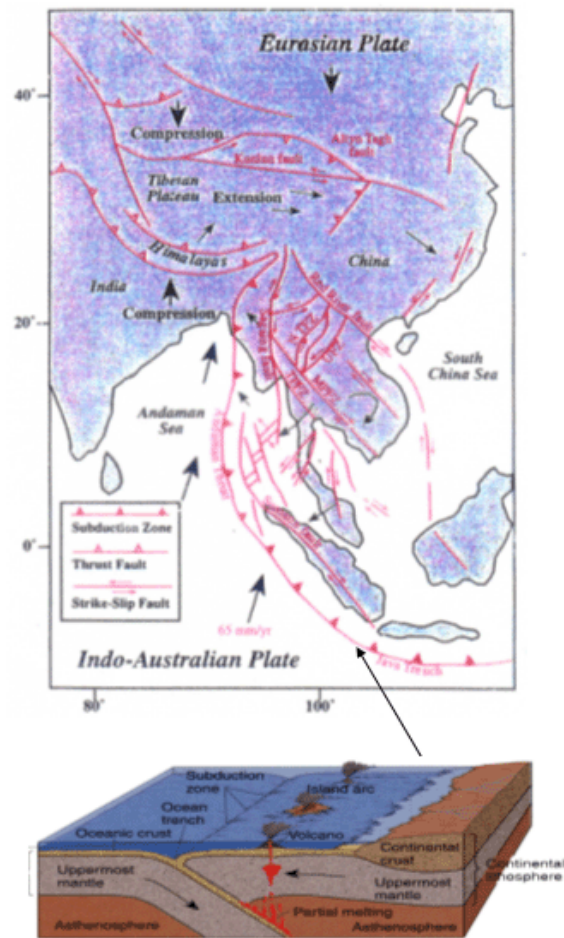 Eurasian Plate
40°
Compression
Altyn Tagh
fault
Kunlun fault
Tibetan
Plateau
Extension
Himalayas
China
India
Compression
Red River Fault
20°
South
China Sea
Andaman
Sea
Subduction Zone
Thrust Fault
Strike-Slip Fault
0°
65 mm/yr
Indo-Australian Plate
Java Trench
80°
100°
Subduction
zone
Island arc
Ocean
trench
Oceanic crust
Volcano
Continental
crust
Continental
lithosphere
Uppermost
mantle
Uppermost
mantle
Partial melting
Asthenosphere
Asthenosphere